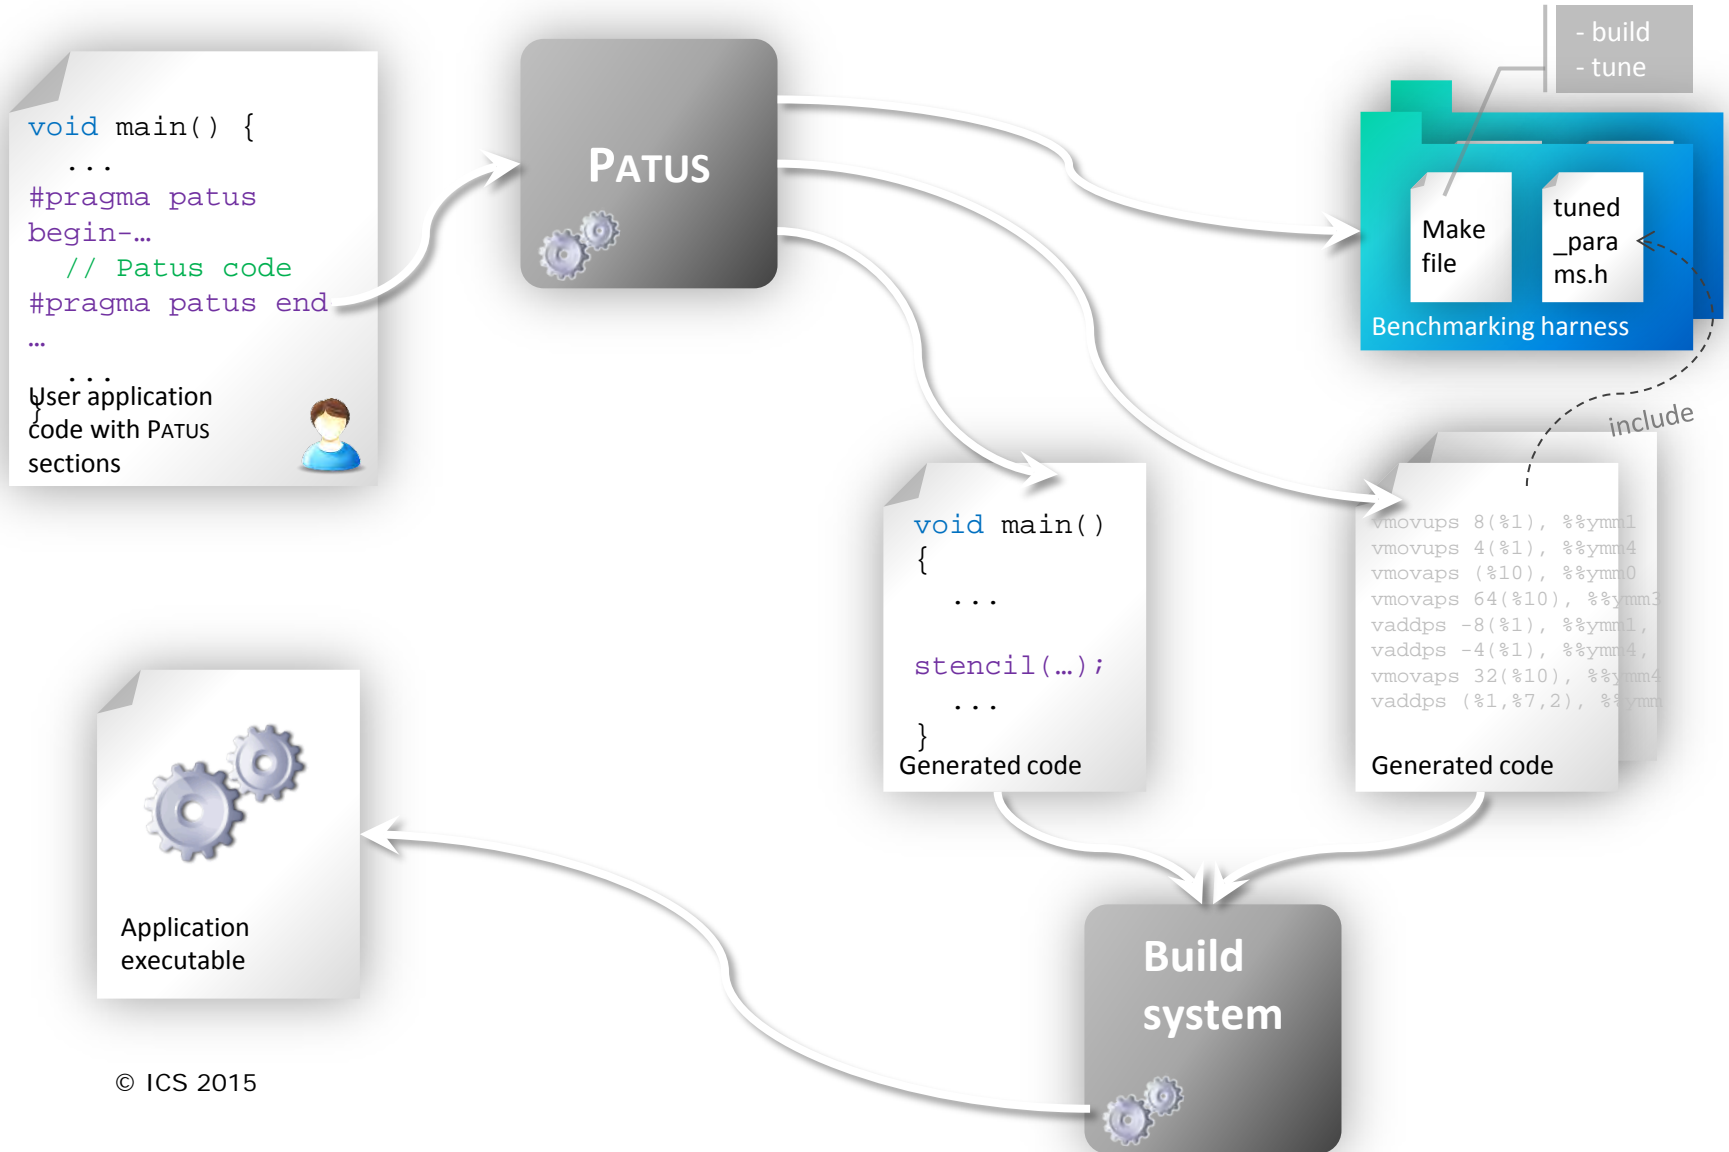 void main() {
...
#pragma patus
begin-…
// Patus code
#pragma patus end
…
...
}
User application
code with PATUS
sections
PATUS
- build
- tune
Make
file
tuned
_para
ms.h
Benchmarking harness
include
void main()
{
...
stencil(…);
...
}
Generated code
vmovups 8(%1), %%ymm1
vmovups 4(%1), %%ymm4
vmovaps (%10), %%ymm0
vmovaps 64(%10), %%ymm3
vaddps -8(%1), %%ymm1,
vaddps -4(%1), %%ymm4,
vmovaps 32(%10), %%ymm4
vaddps (%1,%7,2), %%ymm
Generated code
Build
system
Application
executable
© ICS 2015